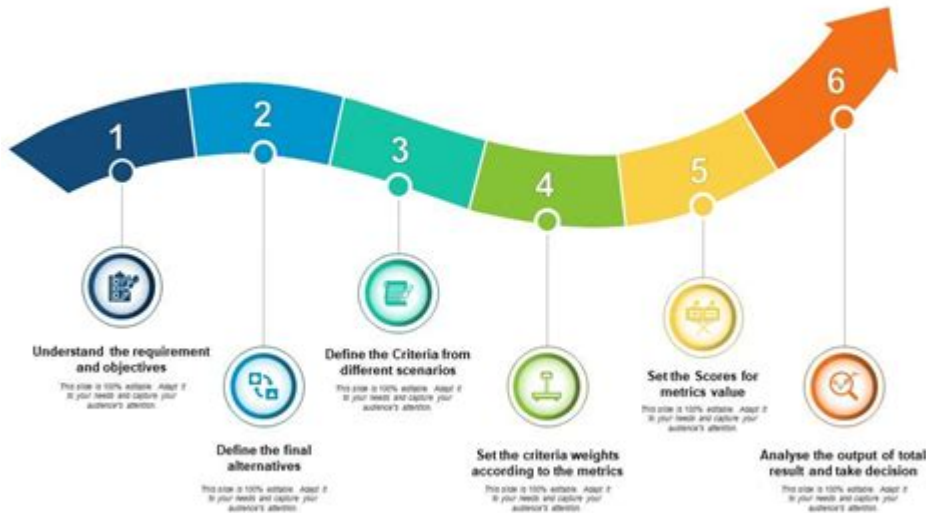 1
2
3
4
5
6
Understand the requirement
and objectives
This slide is 100% editable. Adapt it
to your needs and capture your
audience's attention.
Define the final
alternatives
This slide is 100% editable. Adapt it
to your needs and capture your
audience's attention.
Define the Criteria from
different scenarios
This slide is 100% editable. Adapt it
to your needs and capture your
audience's attention.
Set the criteria weights
according to the metrics
This slide is 100% editable. Adapt it
to your needs and capture your
audience's attention.
Set the Scores for
metrics value
This slide is 100% editable. Adapt it
to your needs and capture your
audience's attention.
Analyse the output of total
result and take decision
This slide is 100% editable. Adapt it
to your needs and capture your
audience's attention.